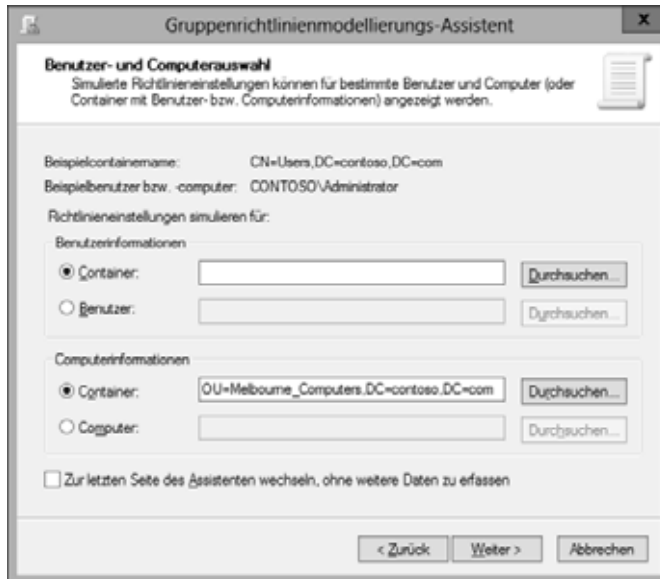 Gruppenrichtlinienmodellierungs-Assistent
x
Benutzer- und Computerauswahl
Simulierte Richtlinieneinstellungen können für bestimmte Benutzer und Computer (oder
Container mit Benutzer- bzw. Computerinformationen) angezeigt werden.
Beispielcontainername: CN=Users,DC=contoso,DC=com
Beispielbenutzer bzw. -computer: CONTOSO\Administrator
Richtlinieneinstellungen simulieren für:
Benutzerinformationen
Container: Durchsuchen...
Benutzer: Durchsuchen...
Computerinformationen
Container: OU=Melbourne_Computers,DC=contoso,DC=com Durchsuchen...
Computer: Durchsuchen...
Zur letzten Seite des Assistenten wechseln, ohne weitere Daten zu erfassen
< Zurück Weiter > Abbrechen